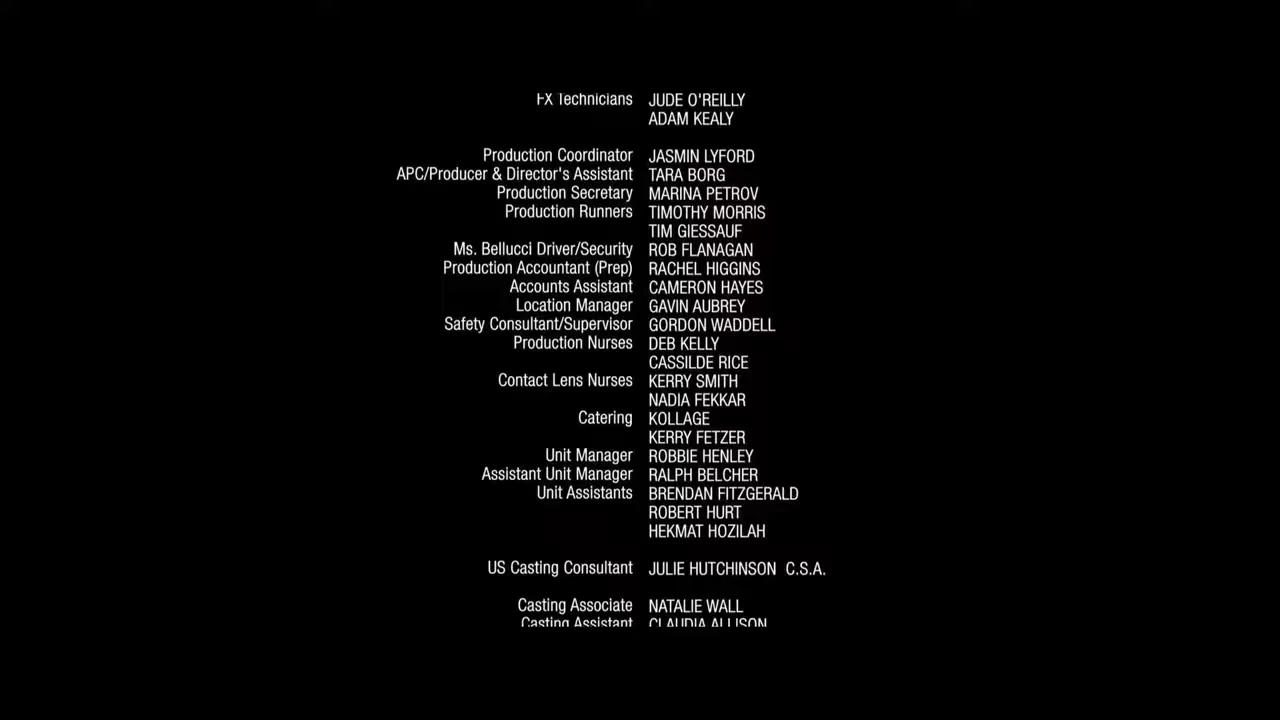 FX Technicians JUDE O'REILLY
ADAM KEALY
Production Coordinator JASMIN LYFORD
APC/Producer & Director's Assistant TARA BORG
Production Secretary MARINA PETROV
Production Runners TIMOTHY MORRIS
TIM GIESSAUF
Ms. Bellucci Driver/Security ROB FLANAGAN
Production Accountant (Prep) RACHEL HIGGINS
Accounts Assistant CAMERON HAYES
Location Manager GAVIN AUBREY
Safety Consultant/Supervisor GORDON WADDELL
Production Nurses DEB KELLY
CASSILDE RICE
Contact Lens Nurses KERRY SMITH
NADIA FEKKAR
Catering KOLLAGE
KERRY FETZER
Unit Manager ROBBIE HENLEY
Assistant Unit Manager RALPH BELCHER
Unit Assistants BRENDAN FITZGERALD
ROBERT HURT
HEKMAT HOZILAH
US Casting Consultant JULIE HUTCHINSON C.S.A.
Casting Associate NATALIE WALL
Casting Assistant CLAUDIA ALLISON